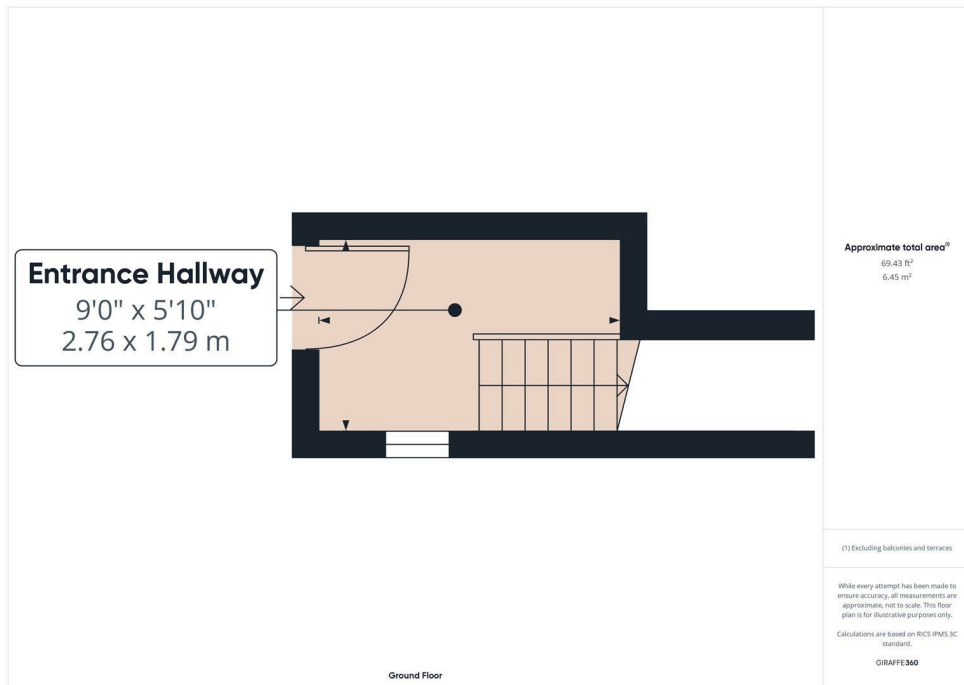 Entrance Hallway
9'0" x 5'10"
2.76 x 1.79 m
Ground Floor
Approximate total area(1)
69.43 ft²
6.45 m²
(1) Excluding balconies and terraces
While every attempt has been made to
ensure accuracy, all measurements are
approximate, not to scale. This floor
plan is for illustrative purposes only.
Calculations are based on RICS IPMS 3C
standard.
GIRAFFE360